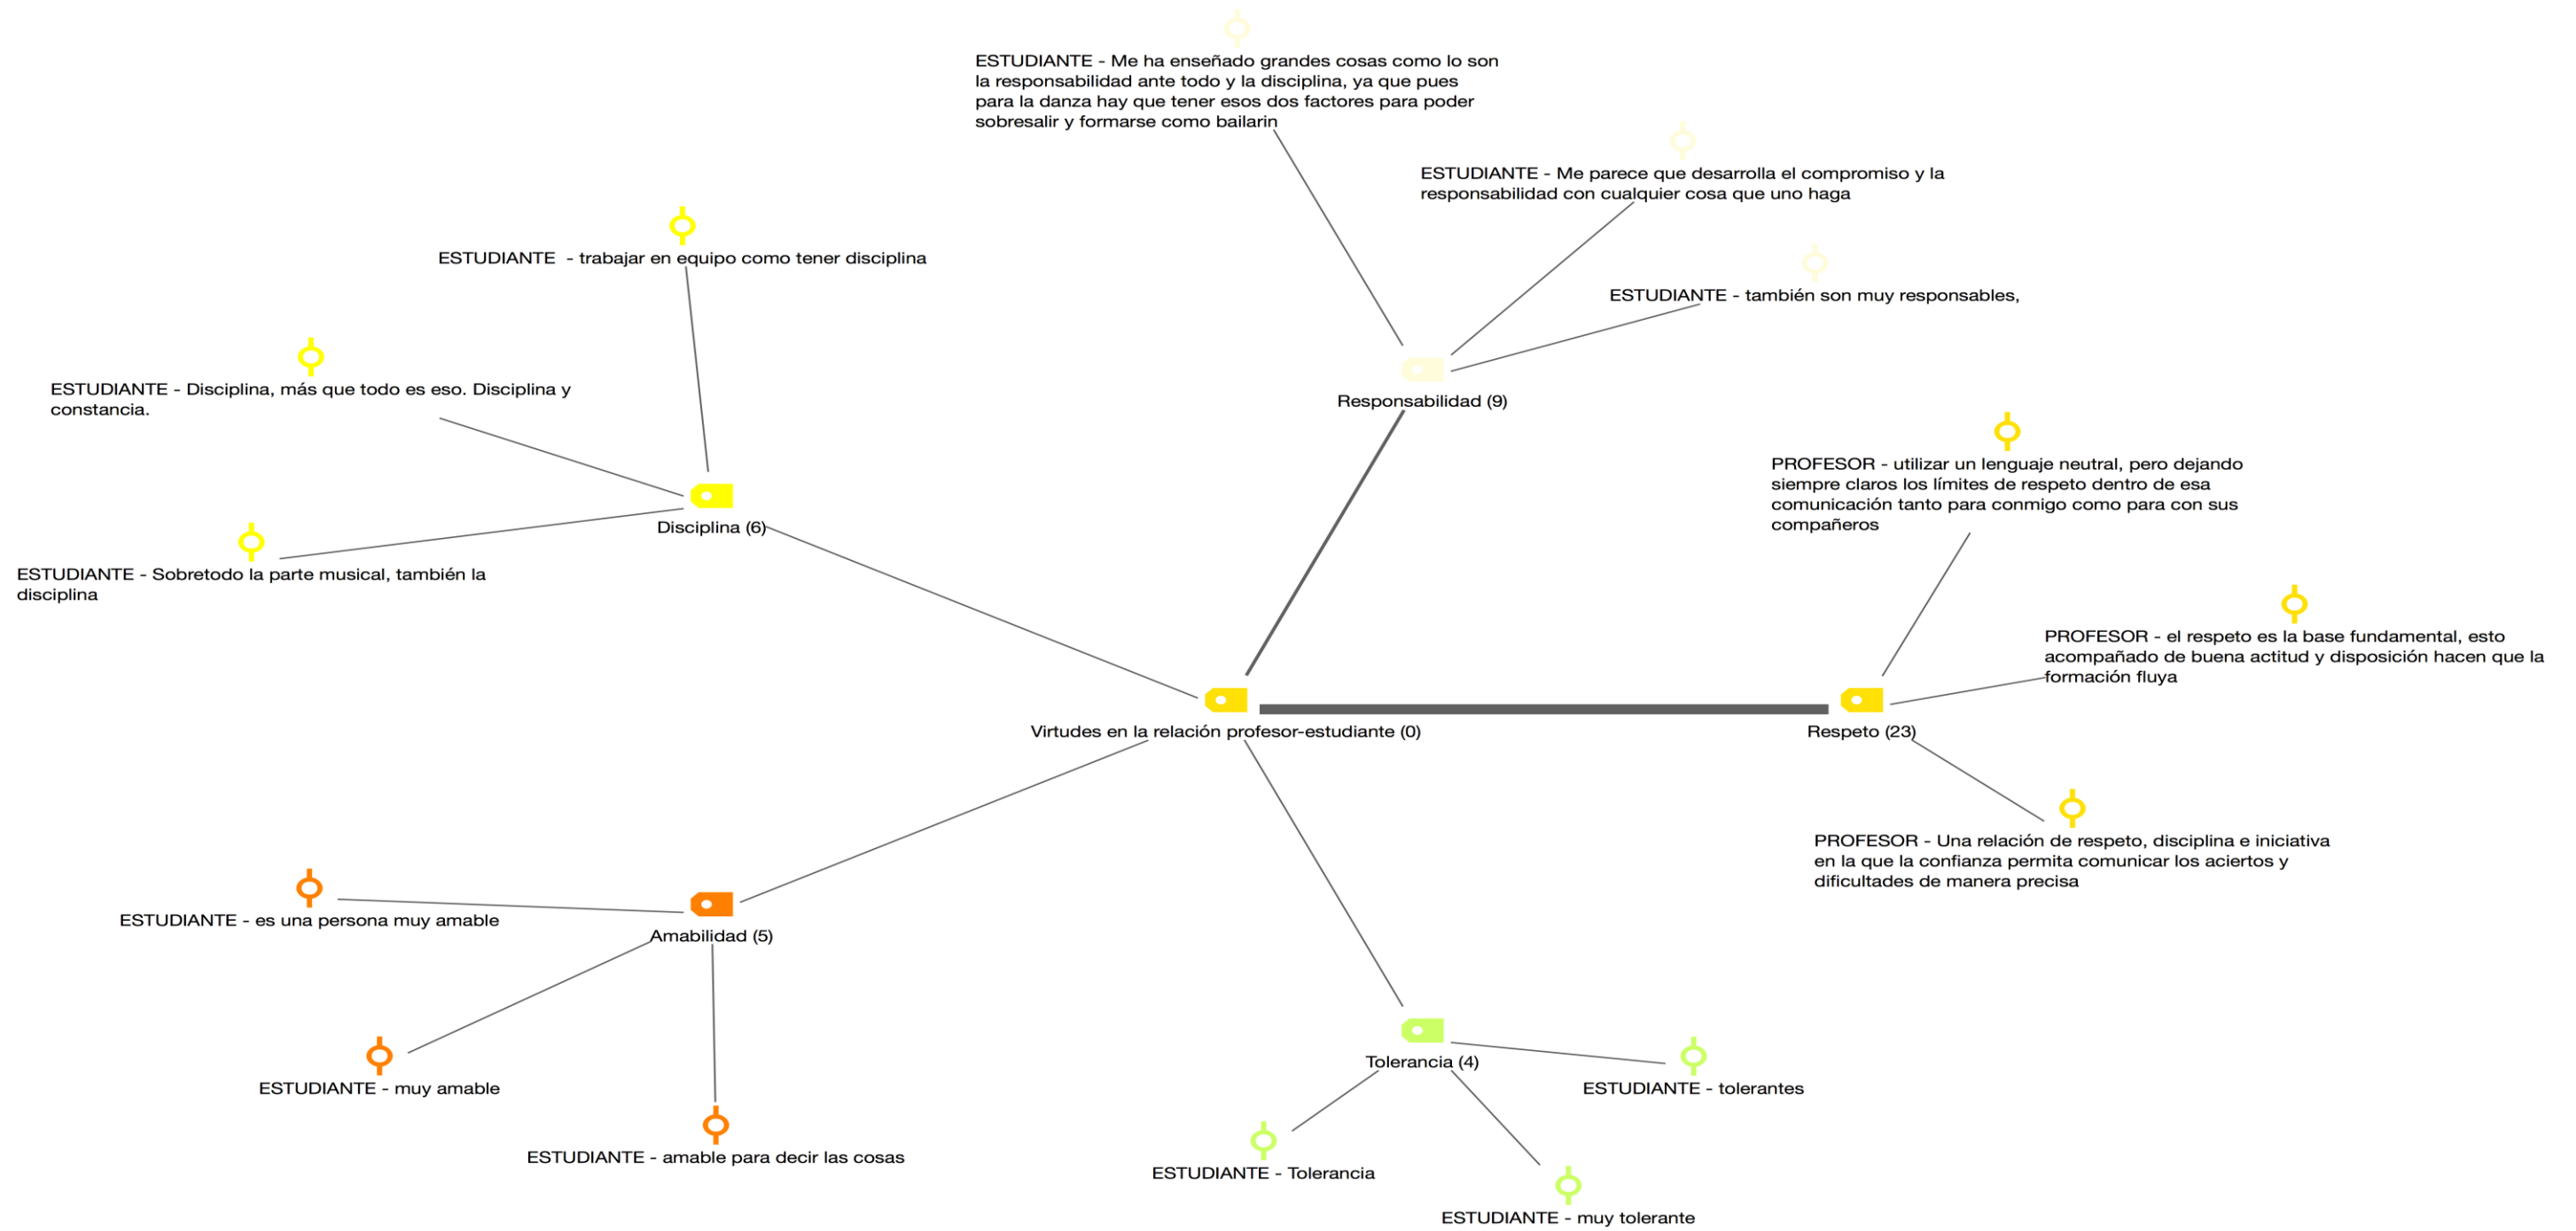 ESTUDIANTE - Me ha enseñado grandes cosas como lo son
la responsabilidad ante todo y la disciplina, ya que pues
para la danza hay que tener esos dos factores para poder
sobresalir y formarse como bailarin
ESTUDIANTE - Me parece que desarrolla el compromiso y la
responsabilidad con cualquier cosa que uno haga
ESTUDIANTE - también son muy responsables,
Responsabilidad (9)
ESTUDIANTE - trabajar en equipo como tener disciplina
ESTUDIANTE - Disciplina, más que todo es eso. Disciplina y
constancia.
Disciplina (6)
ESTUDIANTE - Sobretodo la parte musical, también la
disciplina
PROFESOR - utilizar un lenguaje neutral, pero dejando
siempre claros los límites de respeto dentro de esa
comunicación tanto para conmigo como para con sus
compañeros
PROFESOR - el respeto es la base fundamental, esto
acompañado de buena actitud y disposición hacen que la
formación fluya
Virtudes en la relación profesor-estudiante (0)
Respeto (23)
PROFESOR - Una relación de respeto, disciplina e iniciativa
en la que la confianza permita comunicar los aciertos y
dificultades de manera precisa
ESTUDIANTE - es una persona muy amable
Amabilidad (5)
ESTUDIANTE - muy amable
ESTUDIANTE - amable para decir las cosas
Tolerancia (4)
ESTUDIANTE - tolerantes
ESTUDIANTE - Tolerancia
ESTUDIANTE - muy tolerante